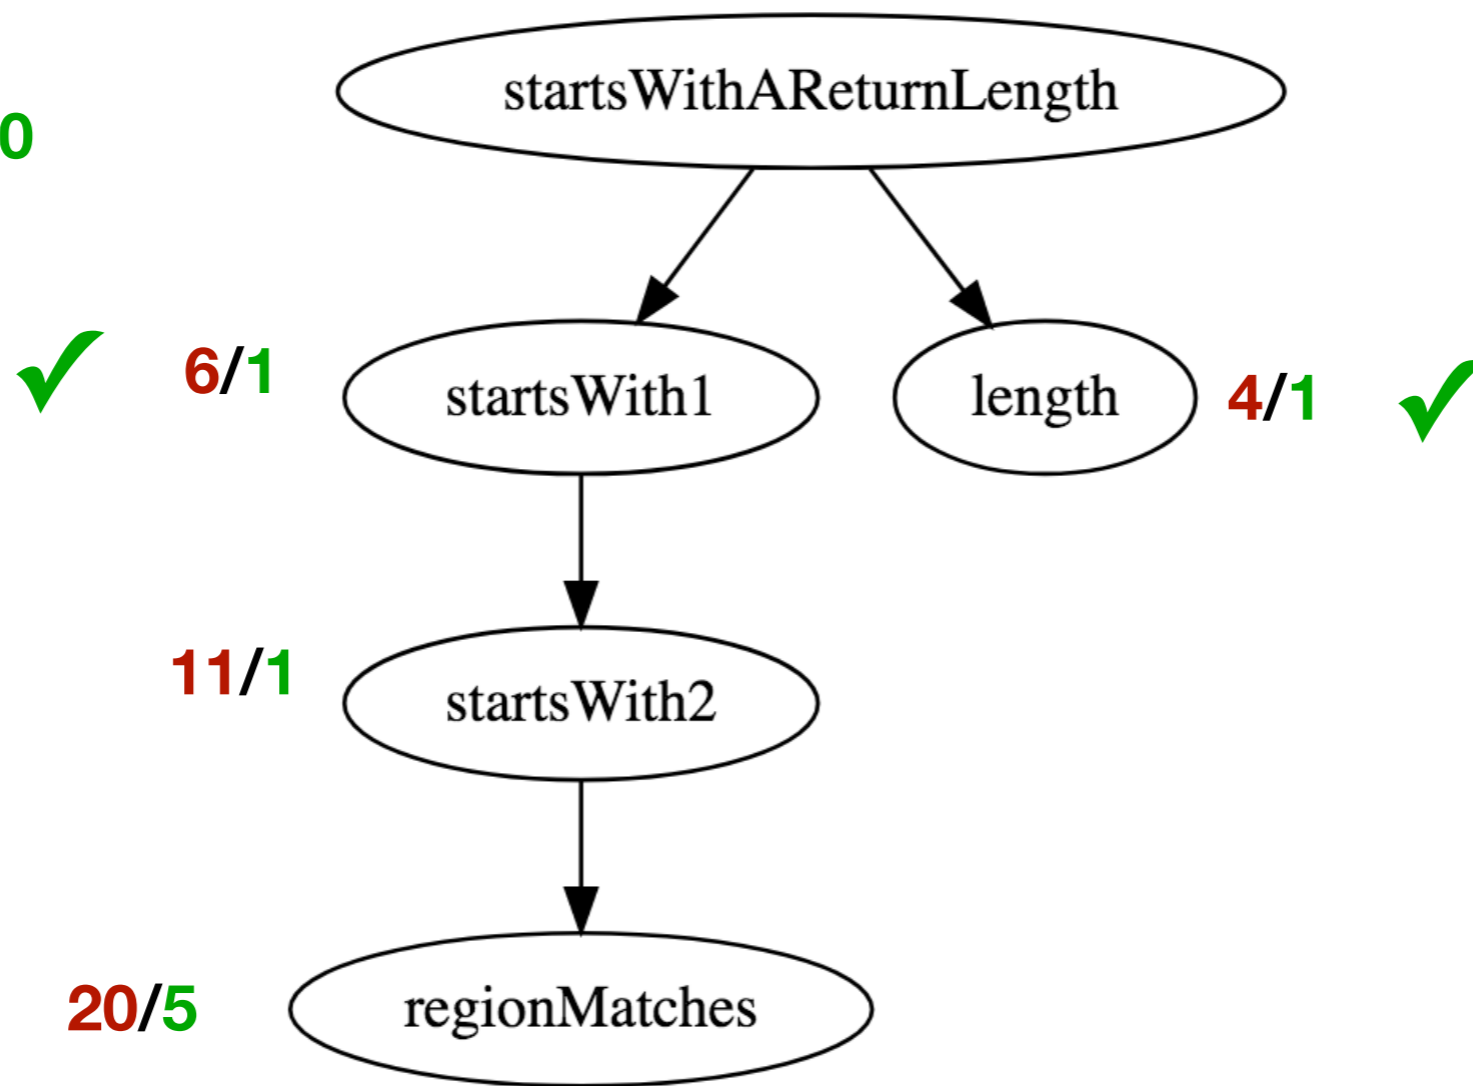 startsWithAReturnLength
0
✓ 6/1 startsWith1 length 4/1 ✓
11/1 startsWith2
20/5 regionMatches